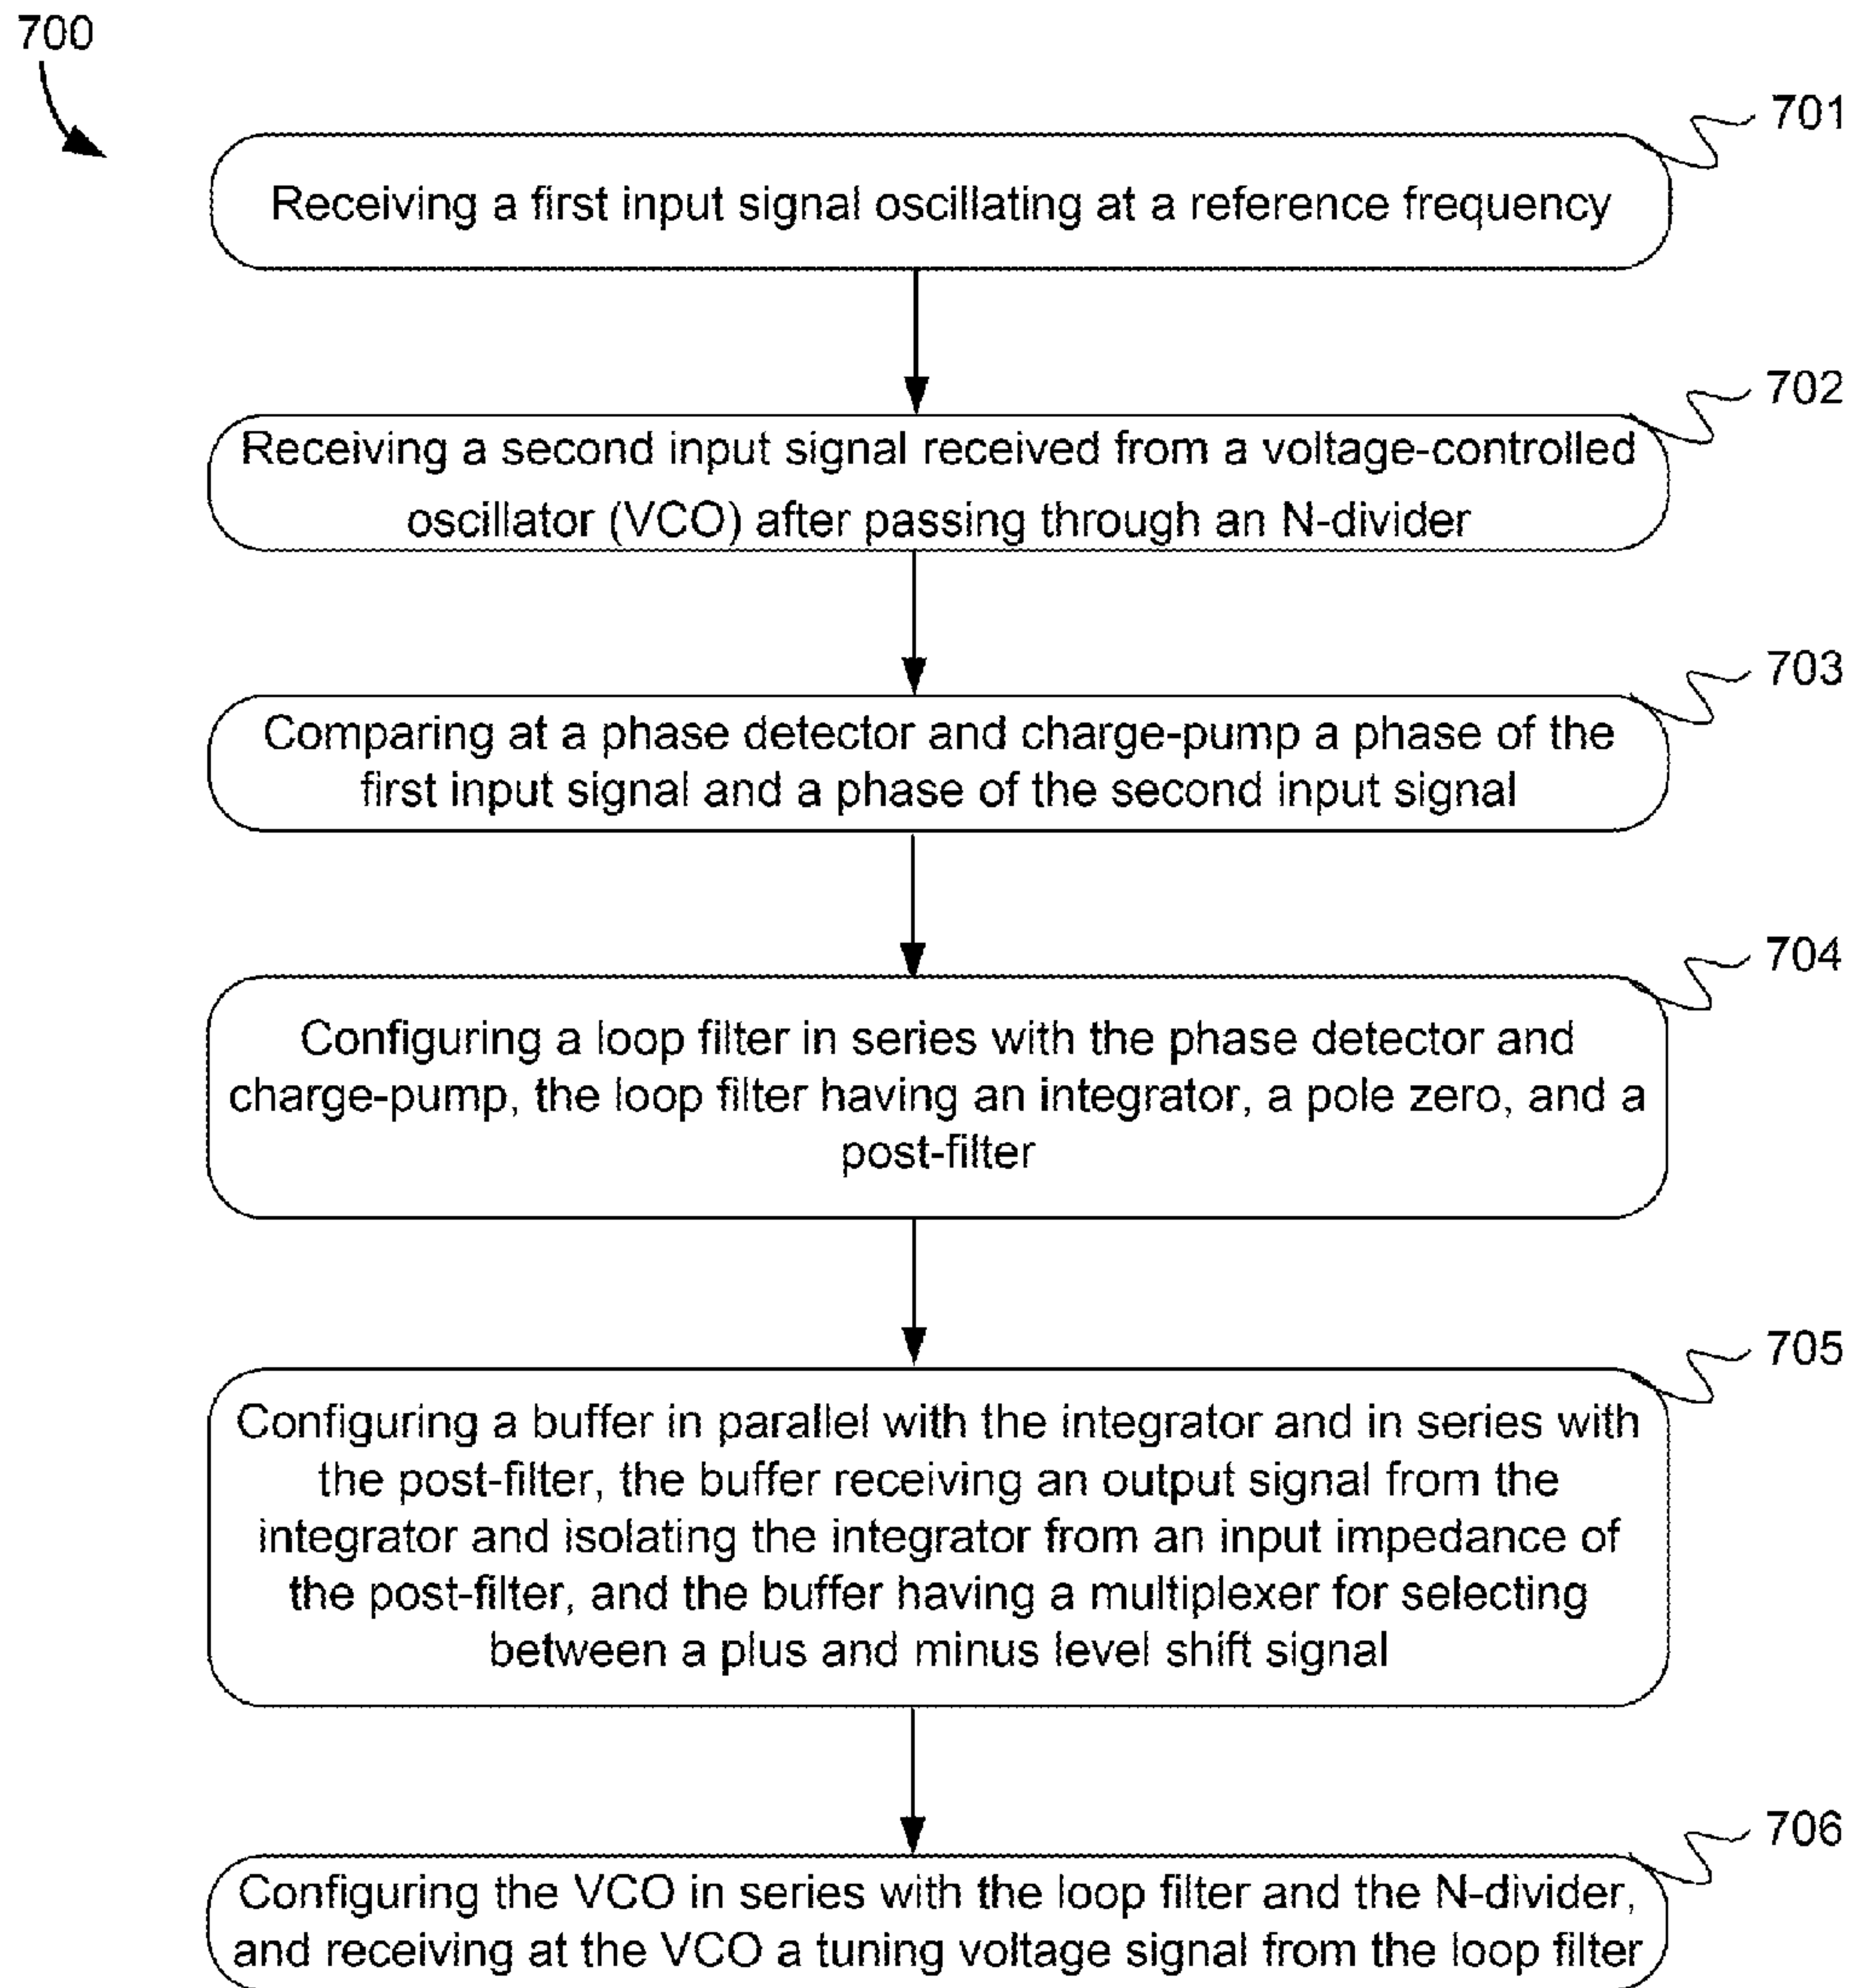 700
701
Receiving a first input signal oscillating at a reference frequency
702
Receiving a second input signal received from a voltage-controlled
oscillator (VCO) after passing through an N-divider
703
Comparing at a phase detector and charge-pump a phase of the
first input signal and a phase of the second input signal
704
Configuring a loop filter in series with the phase detector and
charge-pump, the loop filter having an integrator, a pole zero, and a
post-filter
705
Configuring a buffer in parallel with the integrator and in series with
the post-filter, the buffer receiving an output signal from the
integrator and isolating the integrator from an input impedance of
the post-filter, and the buffer having a multiplexer for selecting
between a plus and minus level shift signal
706
Configuring the VCO in series with the loop filter and the N-divider,
and receiving at the VCO a tuning voltage signal from the loop filter